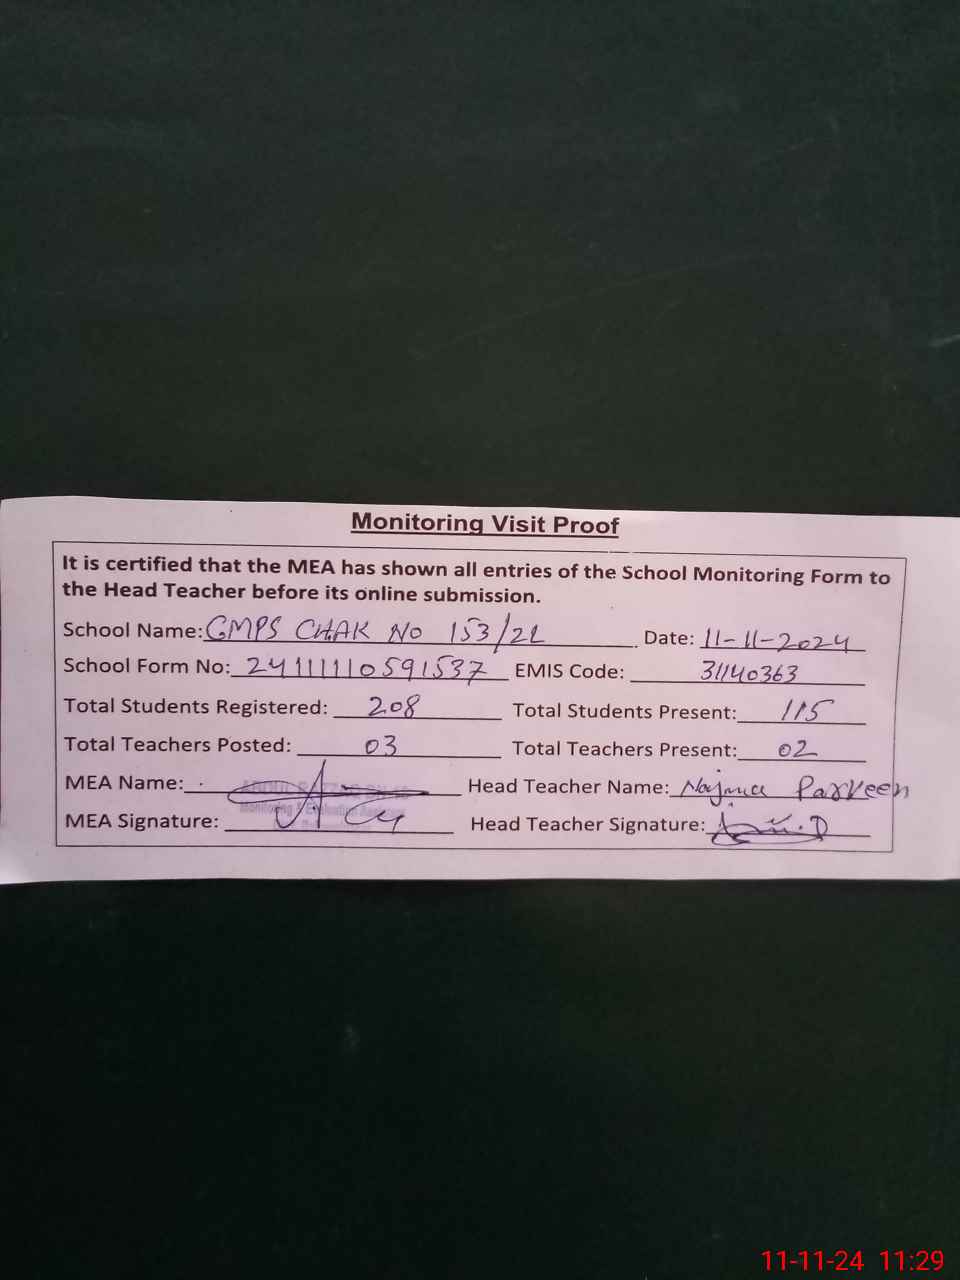 Monitoring Visit Proof
It is certified that the MEA has shown all entries of the School Monitoring Form to
the Head Teacher before its online submission.
School Name: GMPS CHAK NO 153/2L Date: 11-11-2024
School Form No: 24111110591537 EMIS Code: 31140363
Total Students Registered: 208 Total Students Present: 115
Total Teachers Posted: 03 Total Teachers Present: 02
MEA Name: ABDUL Head Teacher Name: Najma Parveen
Monitoring & Evaluation
MEA Signature: Head Teacher Signature:
11-11-24 11:29